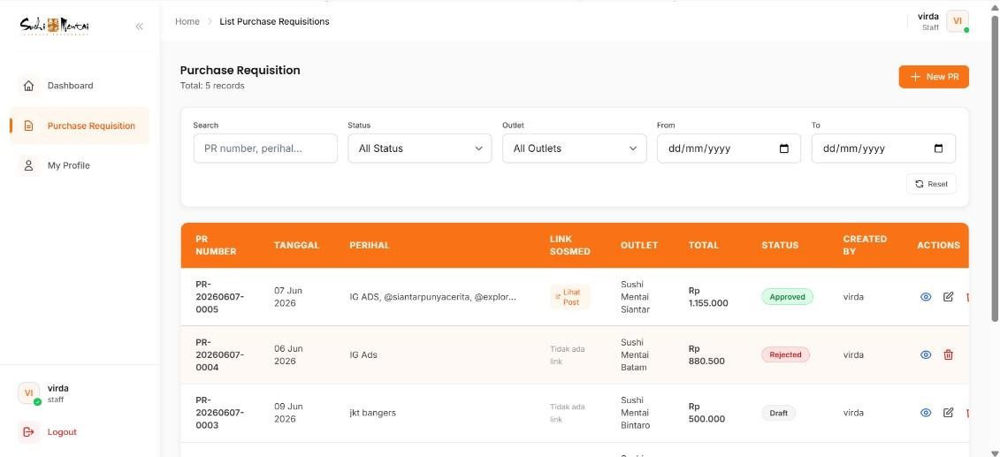 Sushi Mentai
Home
List Purchase Requisitions
virda
Staff
VI
Dashboard
Purchase Requisition
My Profile
Purchase Requisition
Total: 5 records
New PR
Search
Status
Outlet
From
To
PR number, perihal...
All Status
All Outlets
dd/mm/yyyy
dd/mm/yyyy
Reset
PR
NUMBER
TANGGAL
PERIHAL
LINK
SOSMED
OUTLET
TOTAL
STATUS
CREATED
BY
ACTIONS
PR-
20260607-
0005
07 Jun
2026
IG ADS, @siantarpunyacerita, @explor...
Lihat
Post
Sushi
Mentai
Siantar
Rp
1.155.000
Approved
virda
PR-
20260607-
0004
06 Jun
2026
IG Ads
Tidak ada
link
Sushi
Mentai
Batam
Rp
880.500
Rejected
virda
PR-
20260607-
0003
09 Jun
2026
jkt bangers
Tidak ada
link
Sushi
Mentai
Bintaro
Rp
500.000
Draft
virda
VI
virda
staff
Logout